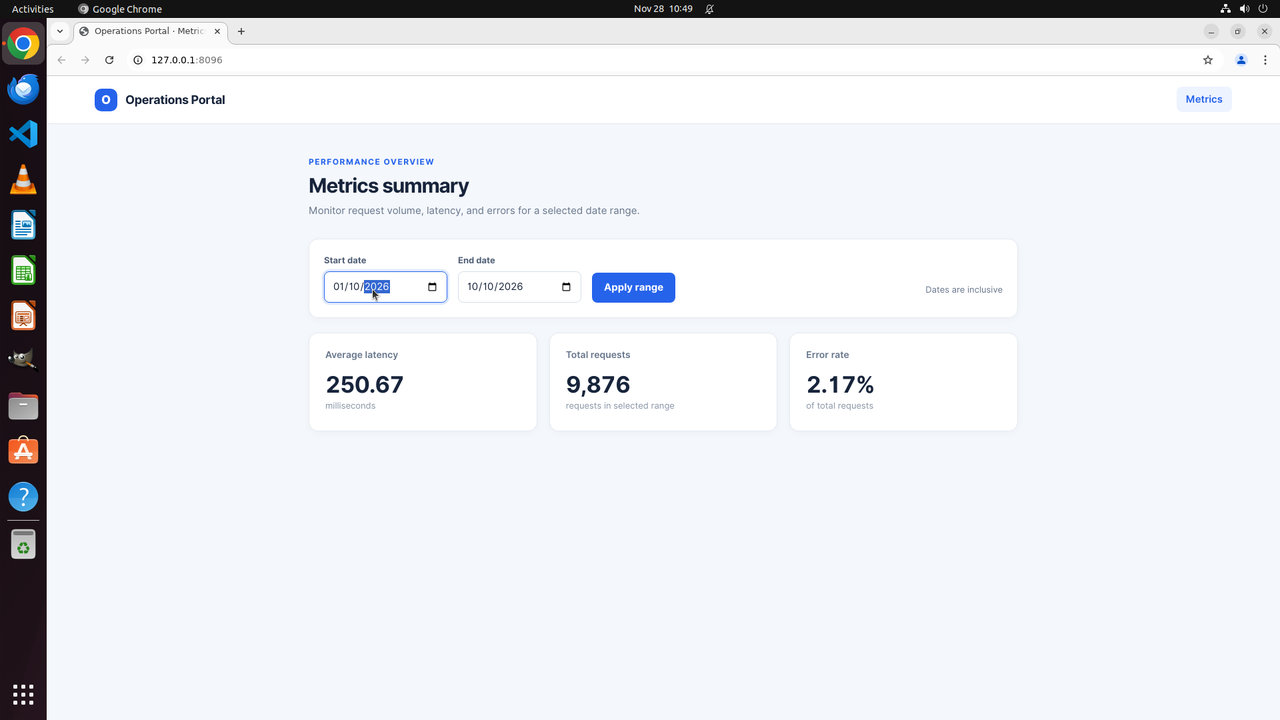 Activities
Google Chrome
Nov 28 10:49
Operations Portal · Metric
127.0.0.1:8096
O
Operations Portal
Metrics
PERFORMANCE OVERVIEW
Metrics summary
Monitor request volume, latency, and errors for a selected date range.
Start date
End date
01/10/2026
10/10/2026
Apply range
Dates are inclusive
Average latency
250.67
milliseconds
Total requests
9,876
requests in selected range
Error rate
2.17%
of total requests